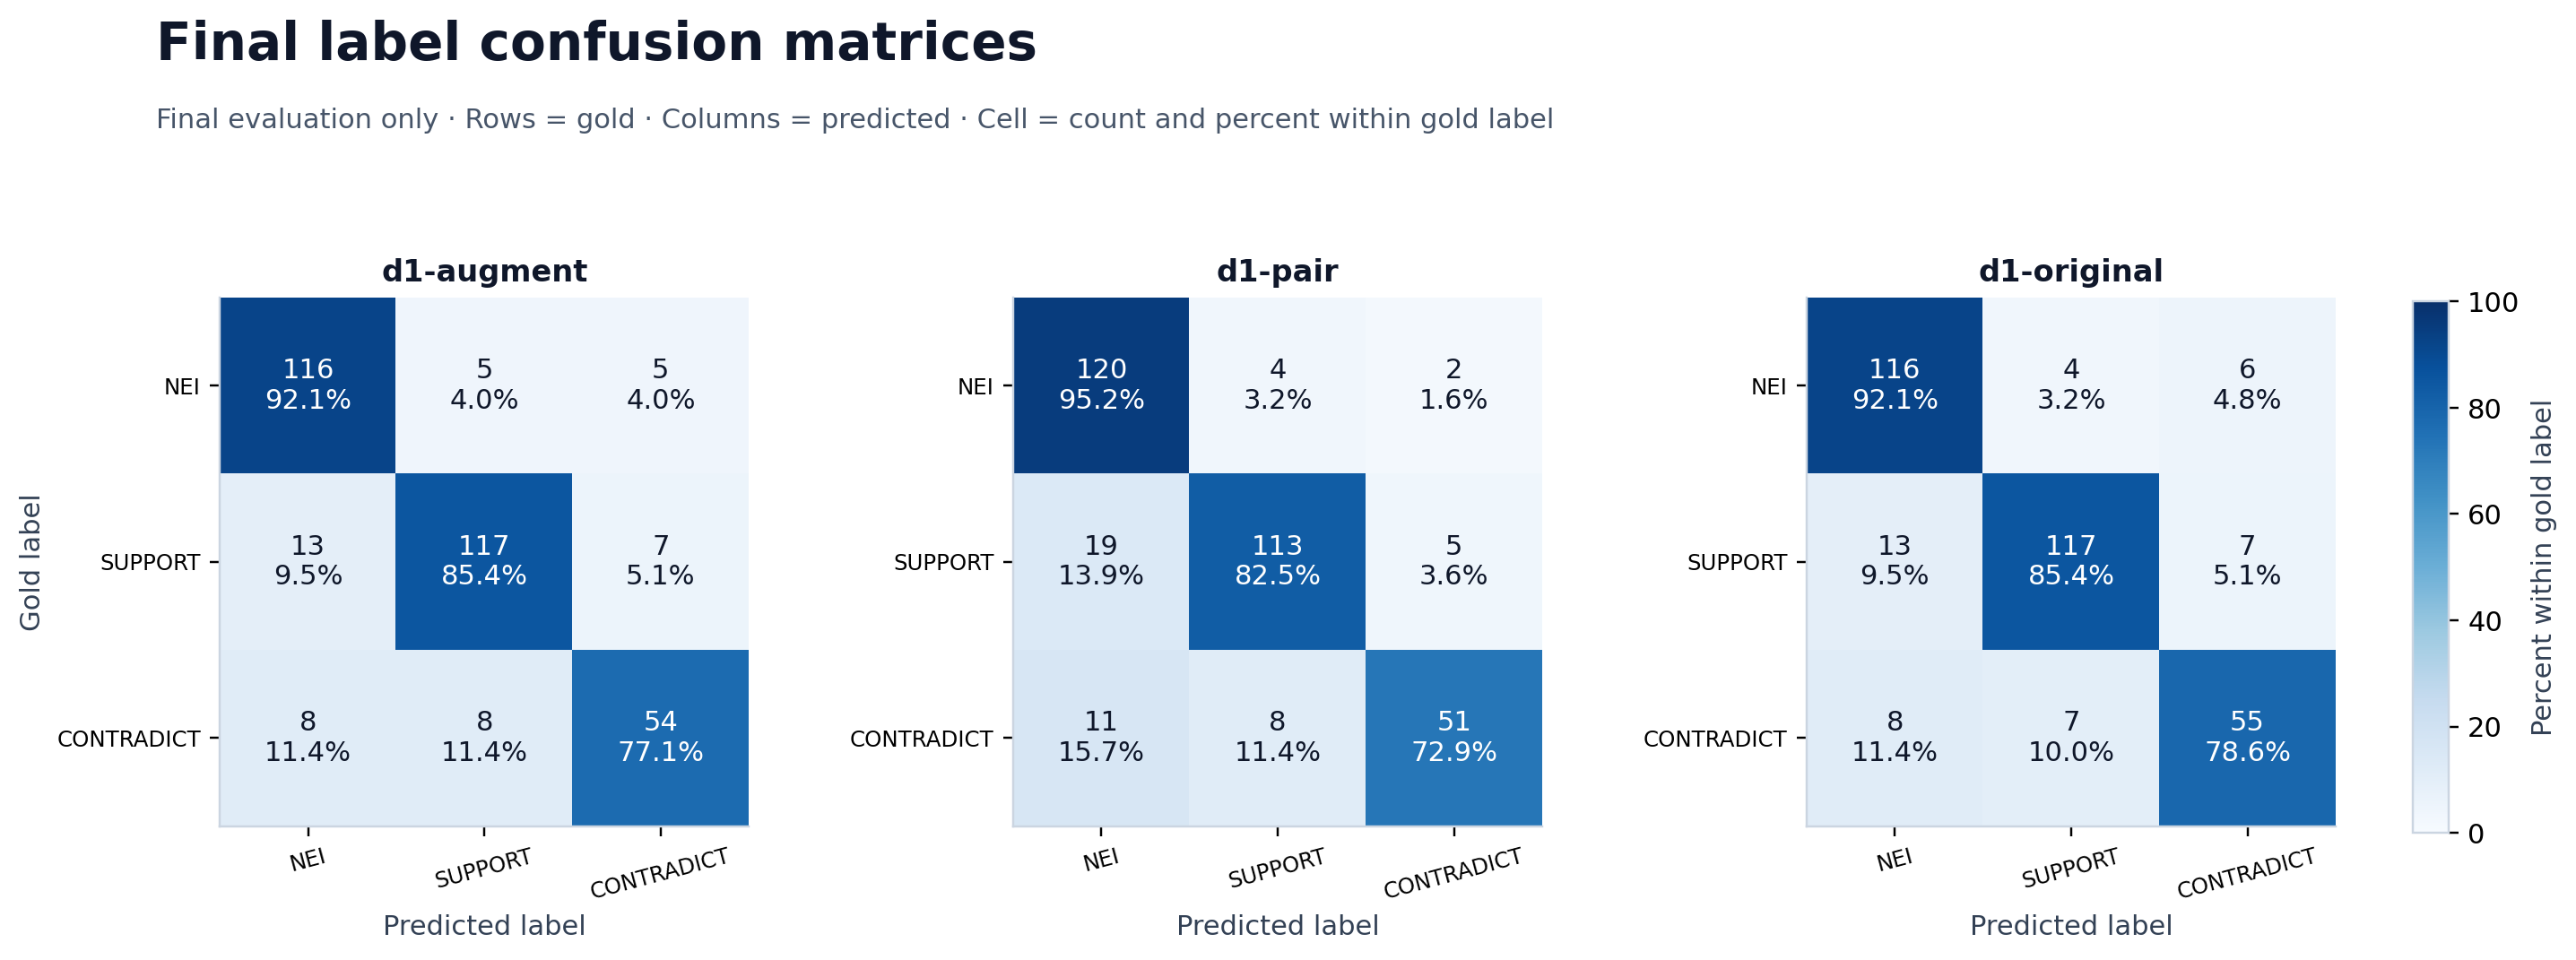 Final label confusion matrices
Final evaluation only · Rows = gold · Columns = predicted · Cell = count and percent within gold label
d1-augment
Gold label
NEI
116
92.1%
5
4.0%
5
4.0%
SUPPORT
13
9.5%
117
85.4%
7
5.1%
CONTRADICT
8
11.4%
8
11.4%
54
77.1%
NEI
SUPPORT
CONTRADICT
Predicted label
d1-pair
NEI
120
95.2%
4
3.2%
2
1.6%
SUPPORT
19
13.9%
113
82.5%
5
3.6%
CONTRADICT
11
15.7%
8
11.4%
51
72.9%
NEI
SUPPORT
CONTRADICT
Predicted label
d1-original
NEI
116
92.1%
4
3.2%
6
4.8%
SUPPORT
13
9.5%
117
85.4%
7
5.1%
CONTRADICT
8
11.4%
7
10.0%
55
78.6%
NEI
SUPPORT
CONTRADICT
Predicted label
100
80
60
40
20
0
Percent within gold label